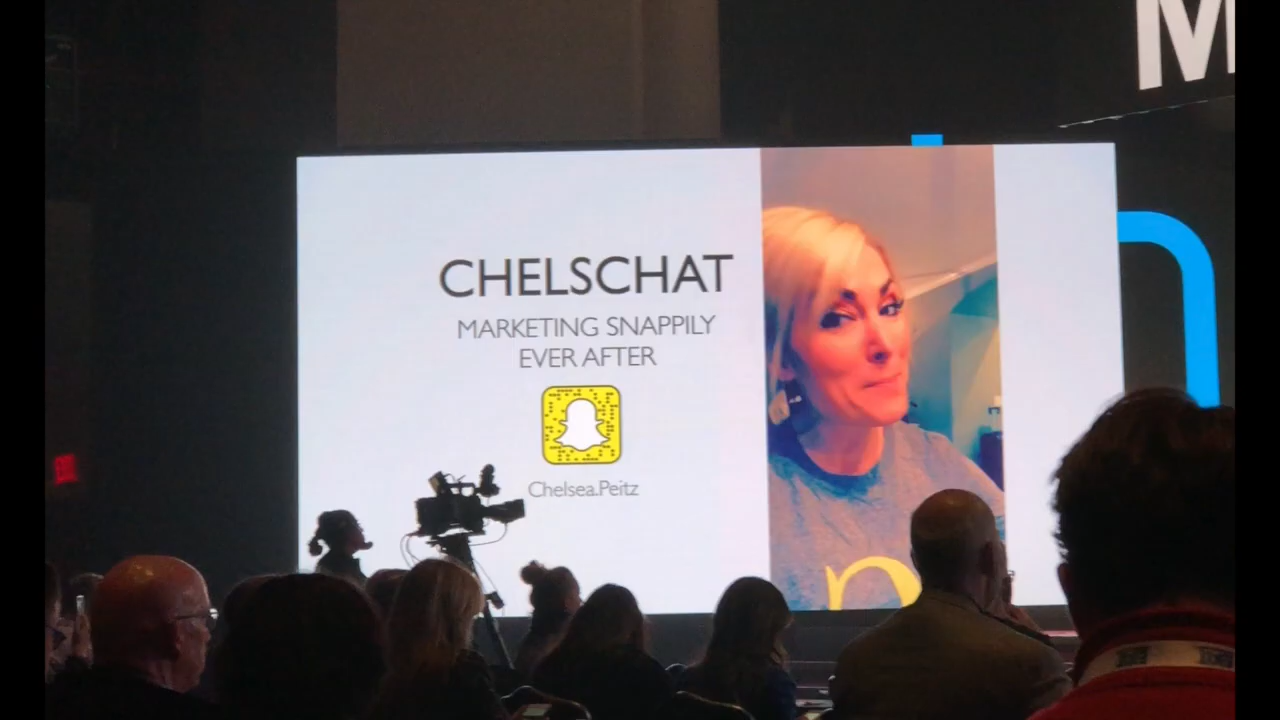 M
CHELSCHAT
MARKETING SNAPPILY
EVER AFTER
Chelsea.Peitz
n